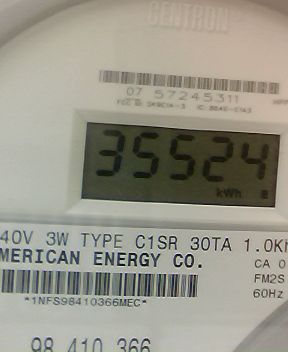 CENTRON
07 57245311
35524
kWh
40V 3W TYPE C1SR 30TA 1.0Kh
MERICAN ENERGY CO.
CA 0
FM2S
60Hz
*1NFS98410366MEC*
98 410 366